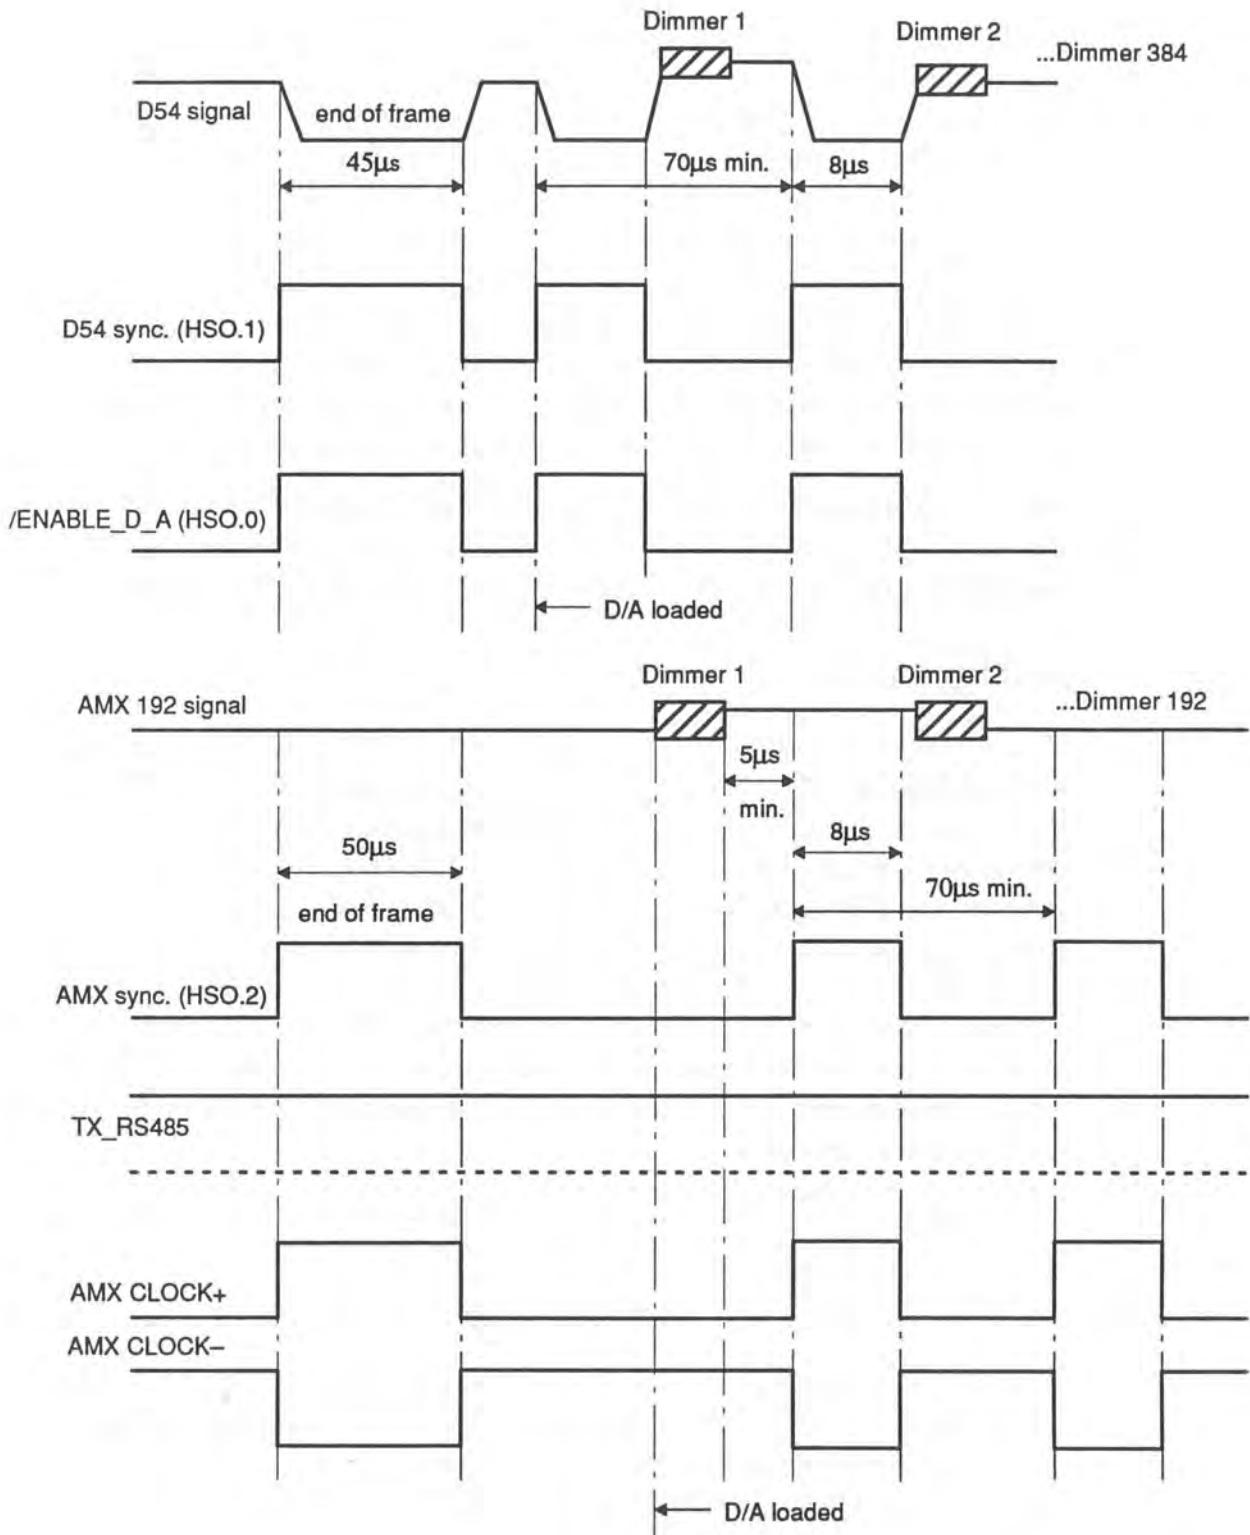 Dimmer 1
Dimmer 2
...Dimmer 384
D54 signal
end of frame
45µs
70µs min.
8µs
D54 sync. (HSO.1)
/ENABLE_D_A (HSO.0)
D/A loaded
Dimmer 1
Dimmer 2
AMX 192 signal
...Dimmer 192
5µs
min.
8µs
50µs
70µs min.
end of frame
AMX sync. (HSO.2)
TX_RS485
AMX CLOCK+
AMX CLOCK–
D/A loaded